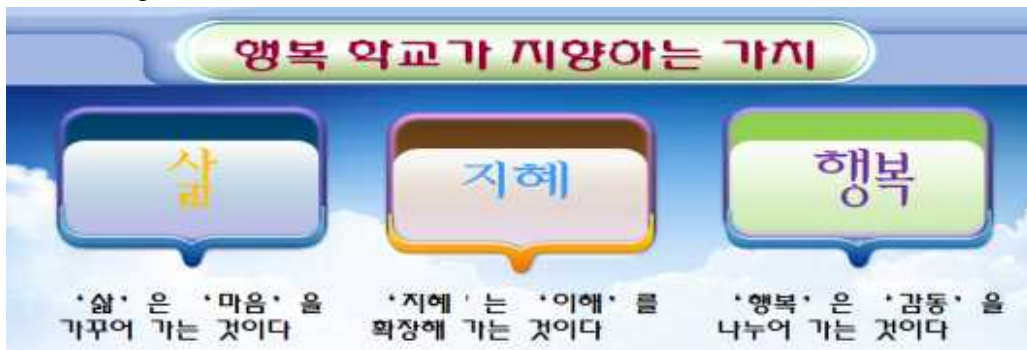 행복 학교가 지향하는 가치
삶
지혜
행복
'삶' 은 '마음' 을
가꾸어 가는 것이다
'지혜' 는 '이해' 를
확장해 가는 것이다
'행복' 은 '감동' 을
나누어 가는 것이다